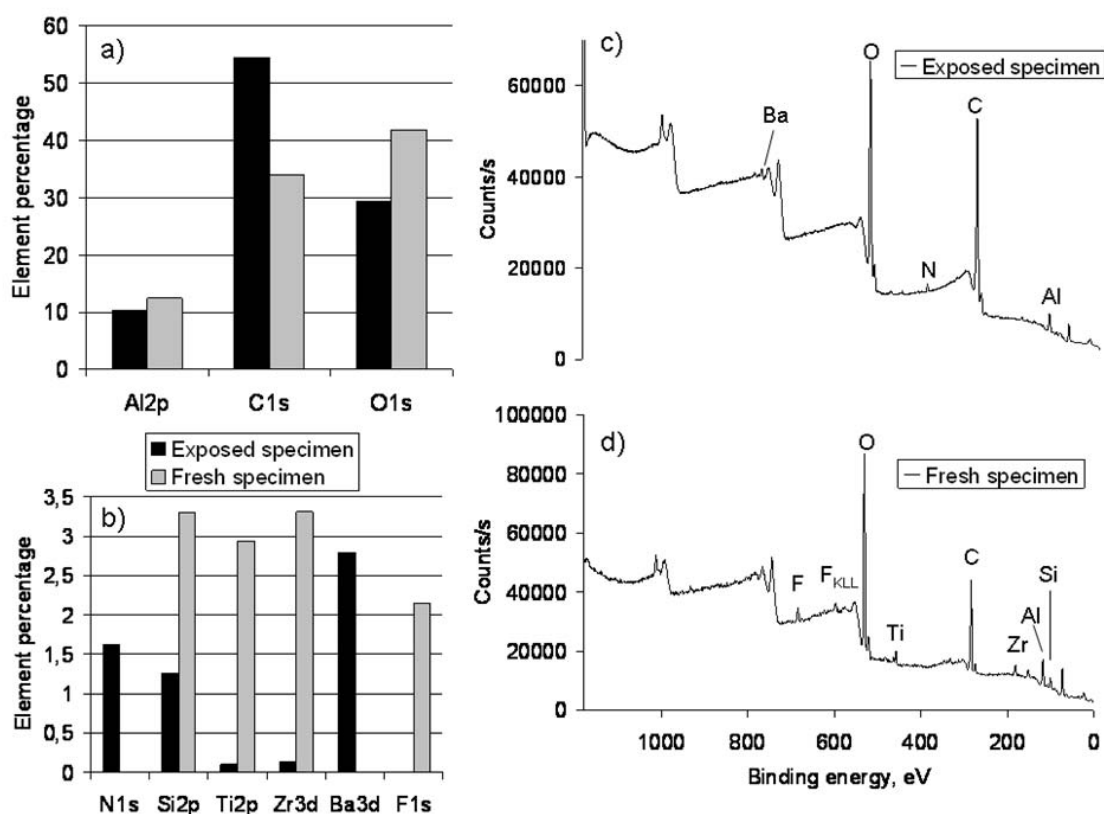 a)
60
50
40
30
20
10
0
Element percentage
Al2p C1s O1s
Exposed specimen
Fresh specimen
b)
3,5
3
2,5
2
1,5
1
0,5
0
Element percentage
N1s Si2p Ti2p Zr3d Ba3d F1s
c)
Exposed specimen
60000
40000
20000
0
Counts/s
Ba
O
N
C
Al
d)
Fresh specimen
100000
80000
60000
40000
20000
0
Counts/s
F
FKLL
O
Ti
C
Zr
Al
Si
1000 800 600 400 200 0
Binding energy, eV